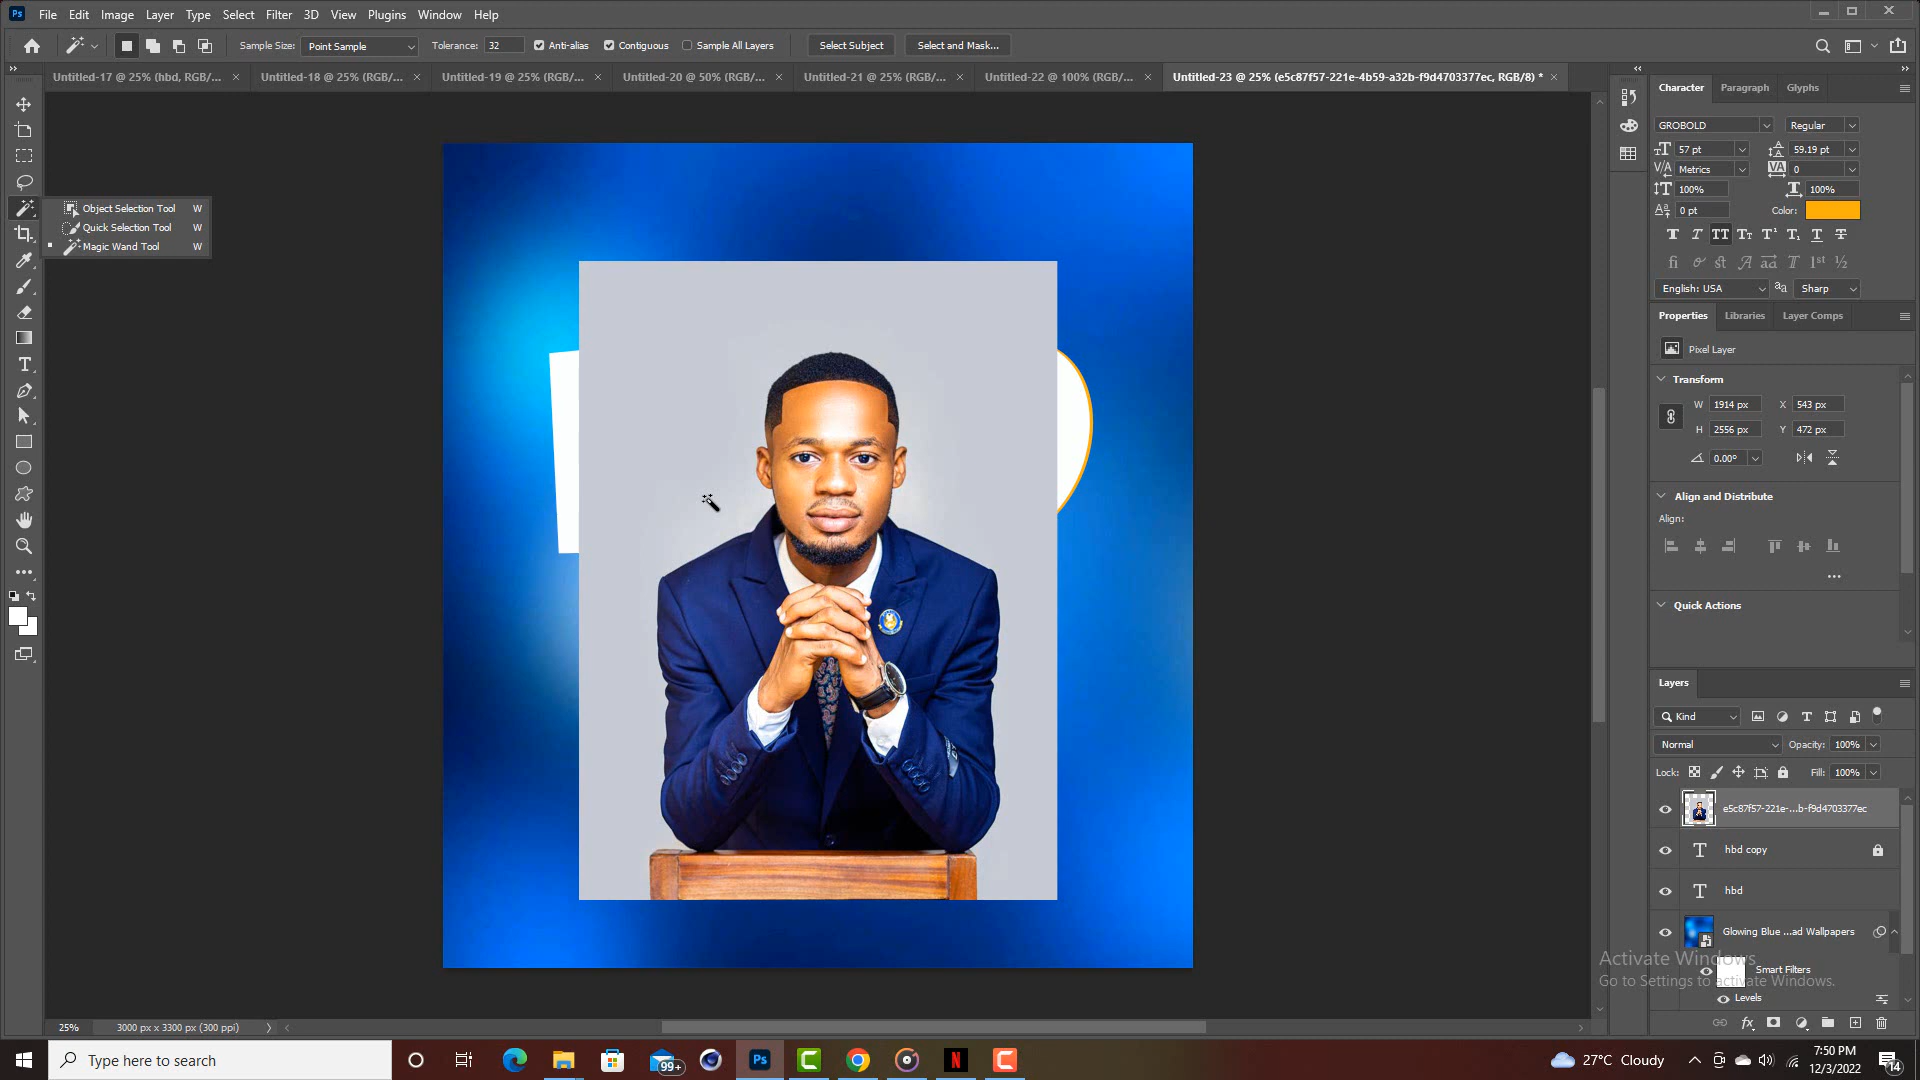 Ps File Edit Image Layer Type Select Filter 3D View Plugins Window Help
Sample Size: Point Sample Tolerance: 32 Anti-alias Contiguous Sample All Layers Select Subject Select and Mask...
Untitled-17 @ 25% (hbd, RGB/... Untitled-18 @ 25% (RGB/... Untitled-19 @ 25% (RGB/... Untitled-20 @ 50% (RGB/... Untitled-21 @ 25% (RGB/... Untitled-22 @ 100% (RGB/... Untitled-23 @ 25% (e5c87f57-221e-4b59-a32b-f9d4703377ec, RGB/8) *
Object Selection Tool W
Quick Selection Tool W
Magic Wand Tool W
Character Paragraph Glyphs
GROBOLD Regular
57 pt 59.19 pt
Metrics 0
100% 100%
0 pt Color:
English: USA Sharp
Properties Libraries Layer Comps
Pixel Layer
Transform
W 1914 px X 543 px
H 2556 px Y 472 px
0.00°
Align and Distribute
Align:
Quick Actions
Layers
Kind
Normal Opacity: 100%
Lock: Fill: 100%
e5c87f57-221e-...b-f9d4703377ec
hbd copy
hbd
Glowing Blue ...ad Wallpapers
Smart Filters
Levels
Activate Windows
Go to Settings to activate Windows.
25% 3000 px x 3300 px (300 ppi)
Type here to search
99+
Ps
27°C Cloudy
7:50 PM
12/3/2022
14